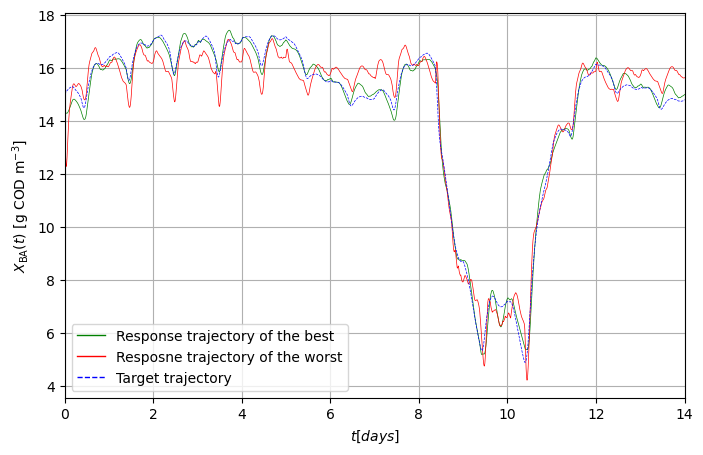 18
16
14
12
10
8
6
4
X_BA(t) [g COD m⁻³]
Response trajectory of the best
Resposne trajectory of the worst
Target trajectory
0 2 4 6 8 10 12 14
t[days]